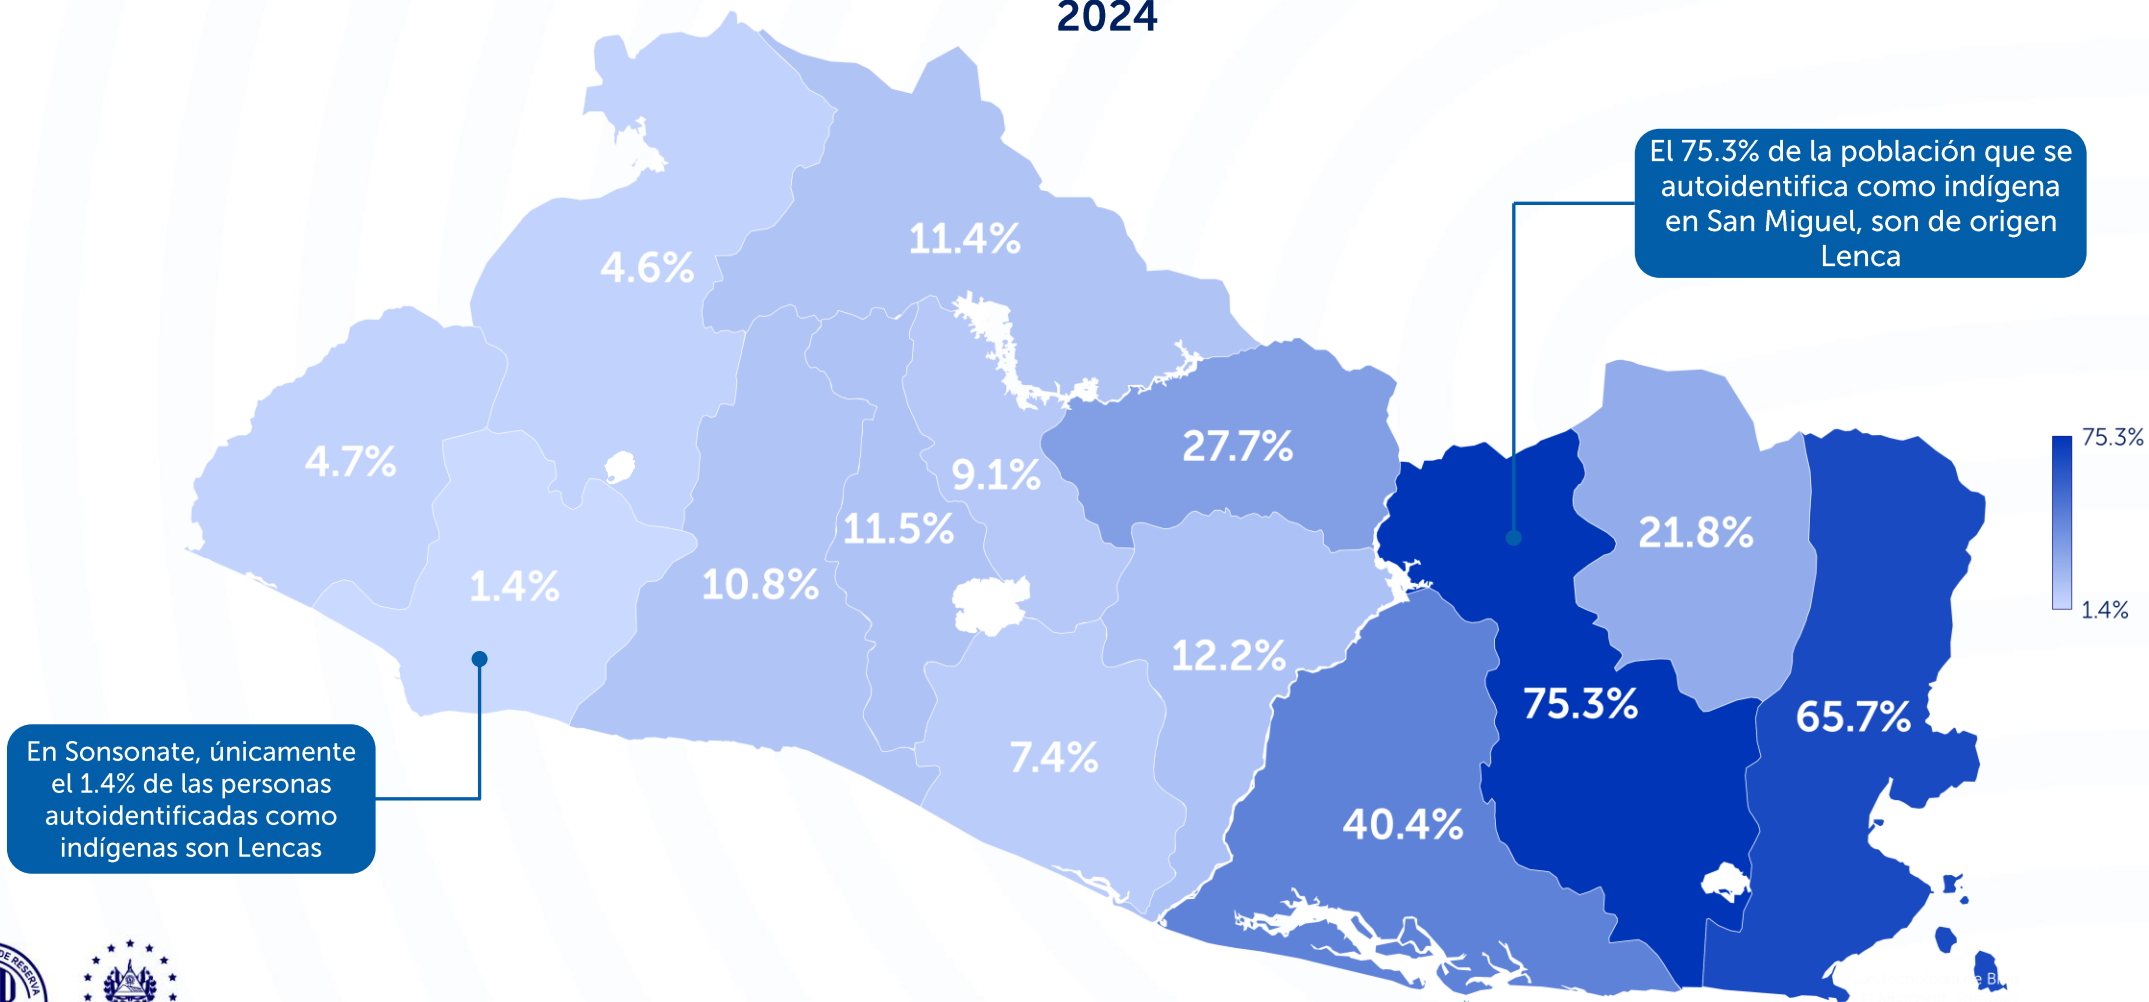 2024
El 75.3% de la población que se
autoidentifica como indígena
en San Miguel, son de origen
Lenca
11.4%
4.6%
75.3%
27.7%
4.7%
9.1%
11.5%
21.8%
10.8%
1.4%
1.4%
12.2%
75.3%
65.7%
7.4%
40.4%
En Sonsonate, únicamente
el 1.4% de las personas
autoidentificadas como
indígenas son Lencas
DE RESERVA